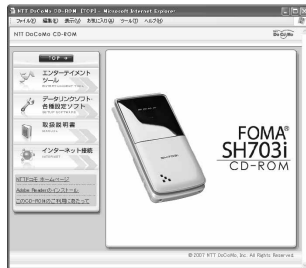 NTT DoCoMo CD-ROM [TOP] - Microsoft Internet Explorer
ファイル(F) 編集(E) 表示(V) お気に入り(A) ツール(T) ヘルプ(H)
NTT DoCoMo CD-ROM
DoCoMo
TOP
エンターテイメント
ツール
データリンクソフト・
各種設定ソフト
取扱説明書
インターネット接続
NTTドコモ ホームページ
Adobe Readerのインストール
このCD-ROMのご利用にあたって
FOMA®
SH703i
CD-ROM
© 2007 NTT DoCoMo, Inc. All Rights Reserved.